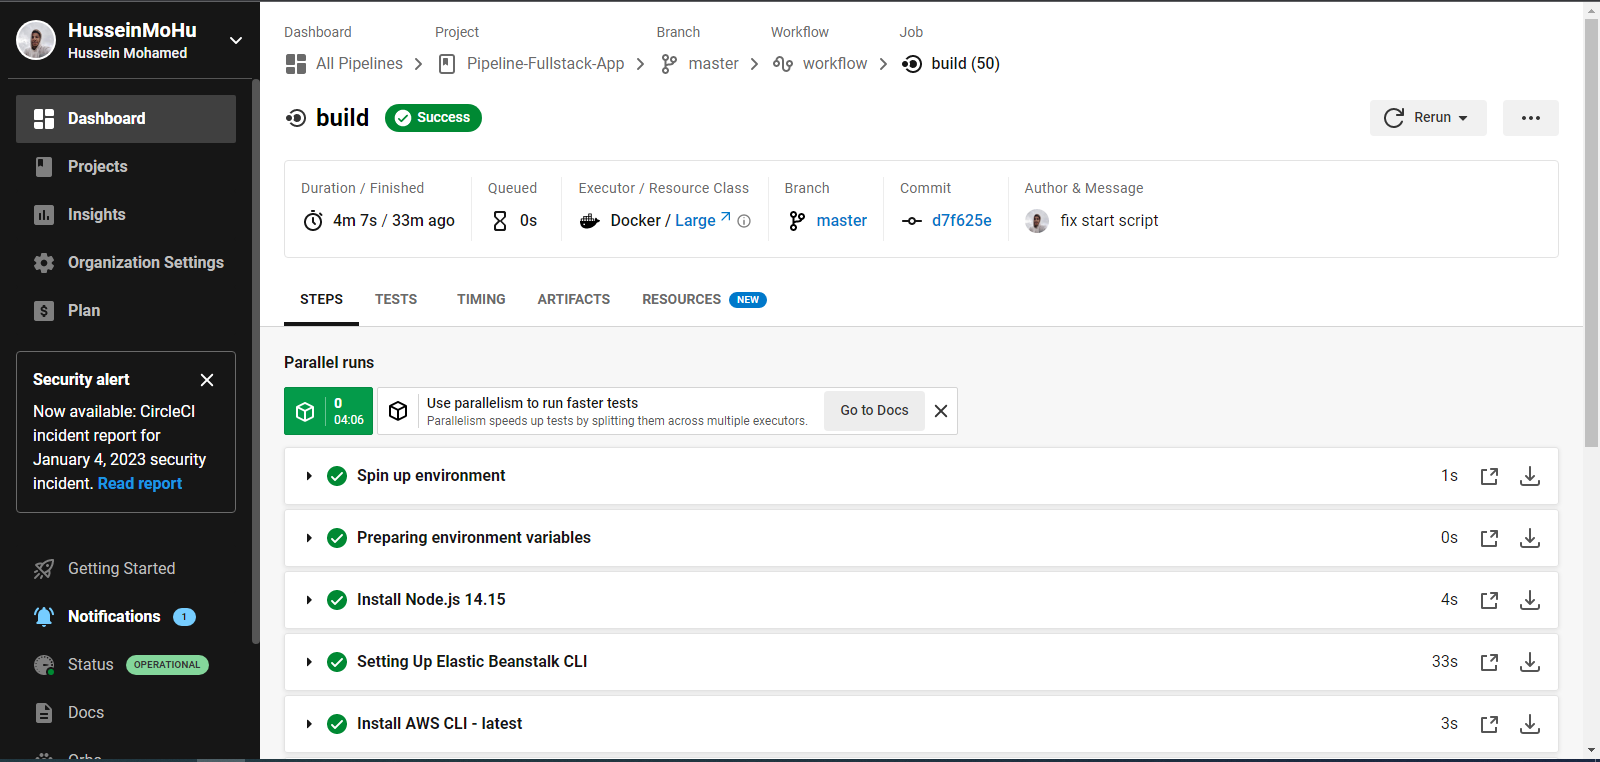 HusseinMoHu
Hussein Mohamed
Dashboard
Projects
Insights
Organization Settings
Plan
Security alert
Now available: CircleCI
incident report for
January 4, 2023 security
incident. Read report
Getting Started
Notifications 1
Status OPERATIONAL
Docs
Orbs
Dashboard Project Branch Workflow Job
All Pipelines Pipeline-Fullstack-App master workflow build (50)
build Success
Rerun
Duration / Finished Queued Executor / Resource Class Branch Commit Author & Message
4m 7s / 33m ago 0s Docker / Large master d7f625e fix start script
STEPS TESTS TIMING ARTIFACTS RESOURCES NEW
Parallel runs
0
04:06
Use parallelism to run faster tests
Parallelism speeds up tests by splitting them across multiple executors.
Go to Docs
Spin up environment 1s
Preparing environment variables 0s
Install Node.js 14.15 4s
Setting Up Elastic Beanstalk CLI 33s
Install AWS CLI - latest 3s